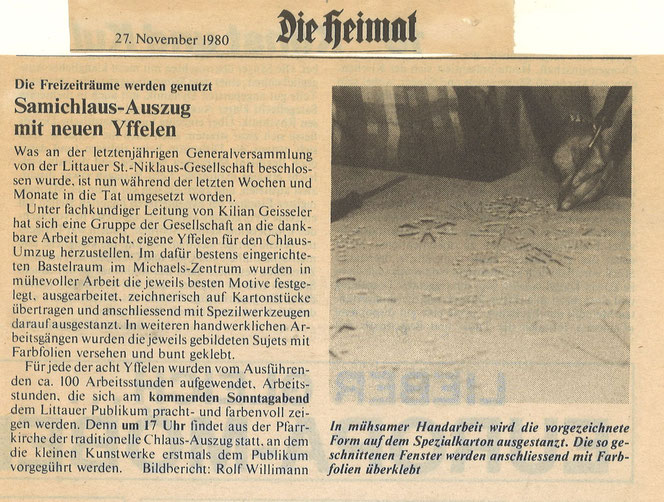 27. November 1980
Die Heimat
Die Freizeiträume werden genutzt
Samichlaus-Auszug
mit neuen Yffelen
Was an der letztenjährigen Generalversammlung
von der Littauer St.-Niklaus-Gesellschaft beschlos-
sen wurde, ist nun während der letzten Wochen und
Monate in die Tat umgesetzt worden.
Unter fachkundiger Leitung von Kilian Geisseler
hat sich eine Gruppe der Gesellschaft an die dank-
bare Arbeit gemacht, eigene Yffelen für den Chlaus-
Umzug herzustellen. Im dafür bestens eingerichte-
ten Bastelraum im Michaels-Zentrum wurden in
mühevoller Arbeit die jeweils besten Motive festge-
legt, ausgearbeitet, zeichnerisch auf Kartonstücke
übertragen und anschliessend mit Spezilwerkzeugen
darauf ausgestanzt. In weiteren handwerklichen Ar-
beitsgängen wurden die jeweils gebildeten Sujets mit
Farbfolien versehen und bunt geklebt.
Für jede der acht Yffelen wurden vom Ausführen-
den ca. 100 Arbeitsstunden aufgewendet, Arbeits-
stunden, die sich am kommenden Sonntagabend
dem Littauer Publikum pracht- und farbenvoll zei-
gen werden. Denn um 17 Uhr findet aus der Pfarr-
kirche der traditionelle Chlaus-Auszug statt, an dem
die kleinen Kunstwerke erstmals dem Publikum
vorgegührt werden. Bildbericht: Rolf Willimann
In mühsamer Handarbeit wird die vorgezeichnete
Form auf dem Spezialkarton ausgestanzt. Die so ge-
schnittenen Fenster werden anschliessend mit Farb-
folien überklebt